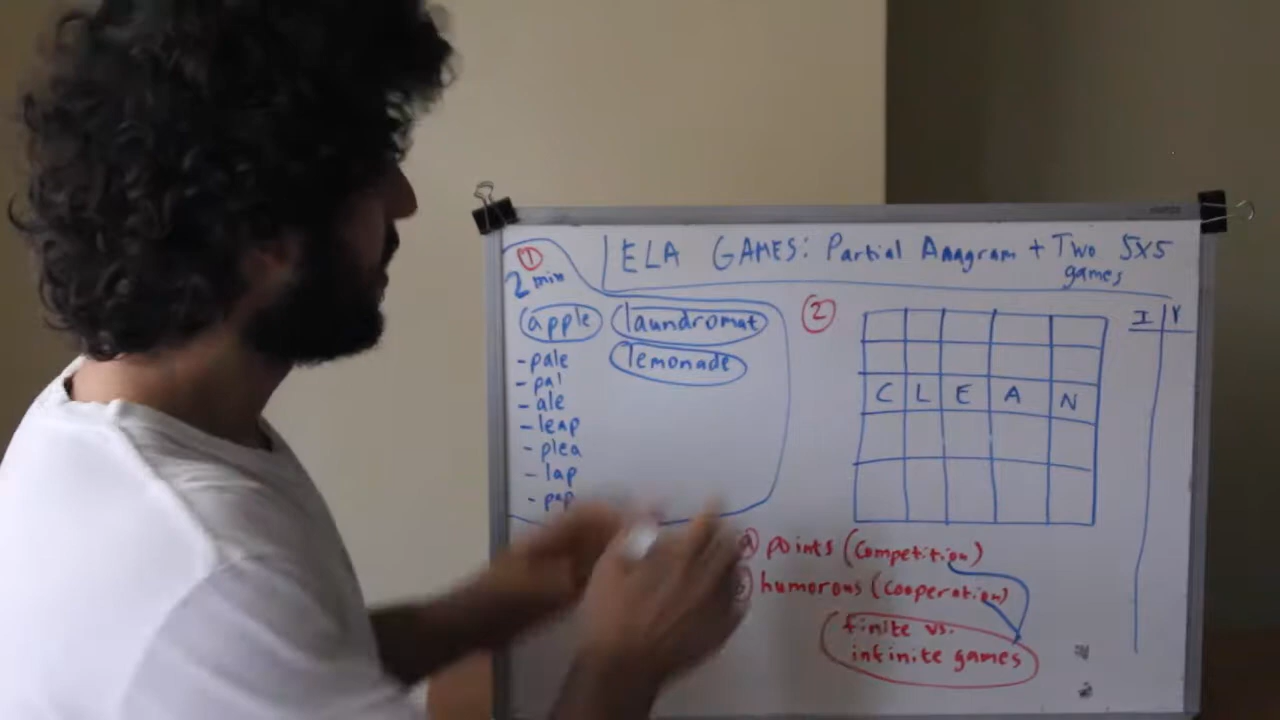 ELA GAMES: Partial Anagram + Two 5x5
games
1
2 min
apple laundromat
lemonade
- pale
- pal
- ale
- leap
- plea
- lap
- pap
2
C L E A N
I Y
a points (competition)
humorous (cooperation)
finite vs.
infinite games